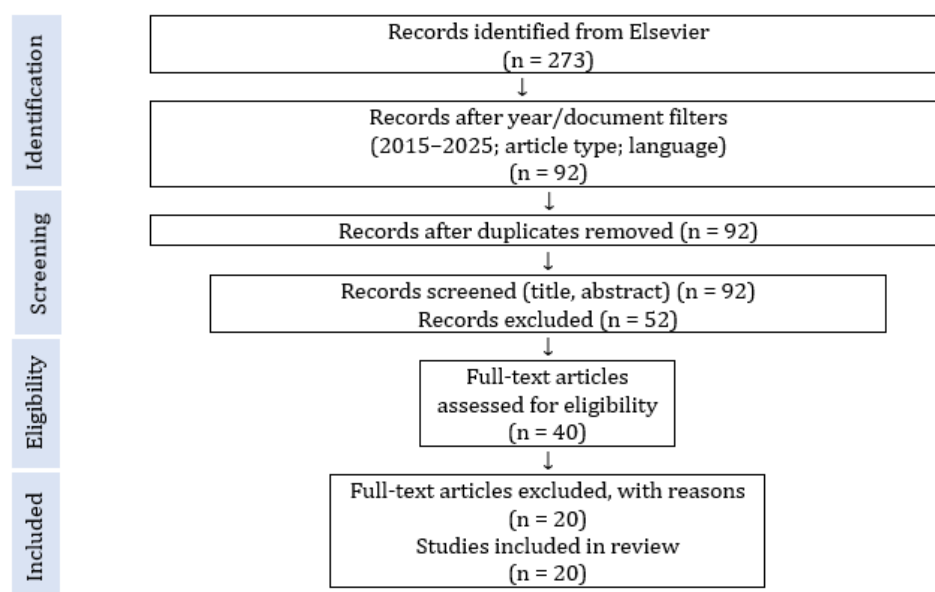 Identification
Records identified from Elsevier
(n = 273)
↓
Records after year/document filters
(2015–2025; article type; language)
(n = 92)
↓
Screening
Records after duplicates removed (n = 92)
↓
Records screened (title, abstract) (n = 92)
Records excluded (n = 52)
↓
Eligibility
Full-text articles
assessed for eligibility
(n = 40)
↓
Included
Full-text articles excluded, with reasons
(n = 20)
Studies included in review
(n = 20)